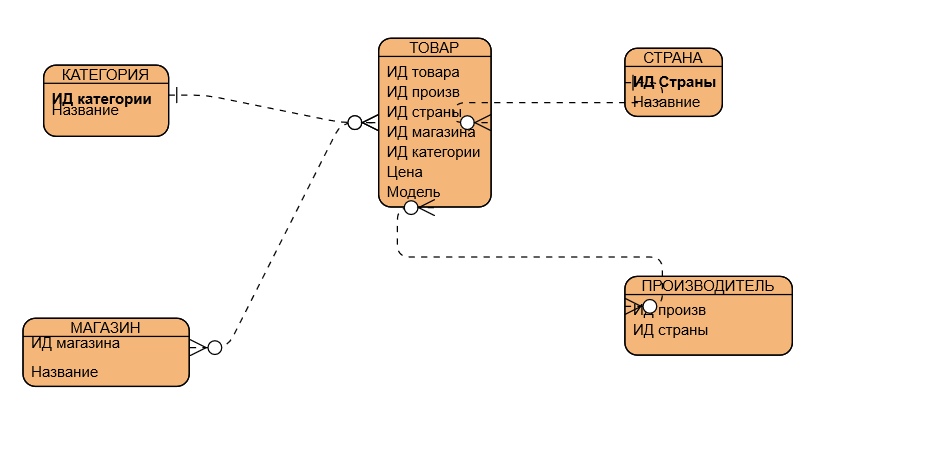 КАТЕГОРИЯ
ИД категории
Название
ТОВАР
ИД товара
ИД произв
ИД страны
ИД магазина
ИД категории
Цена
Модель
СТРАНА
ИД Страны
Назавние
МАГАЗИН
ИД магазина
Название
ПРОИЗВОДИТЕЛЬ
ИД произв
ИД страны